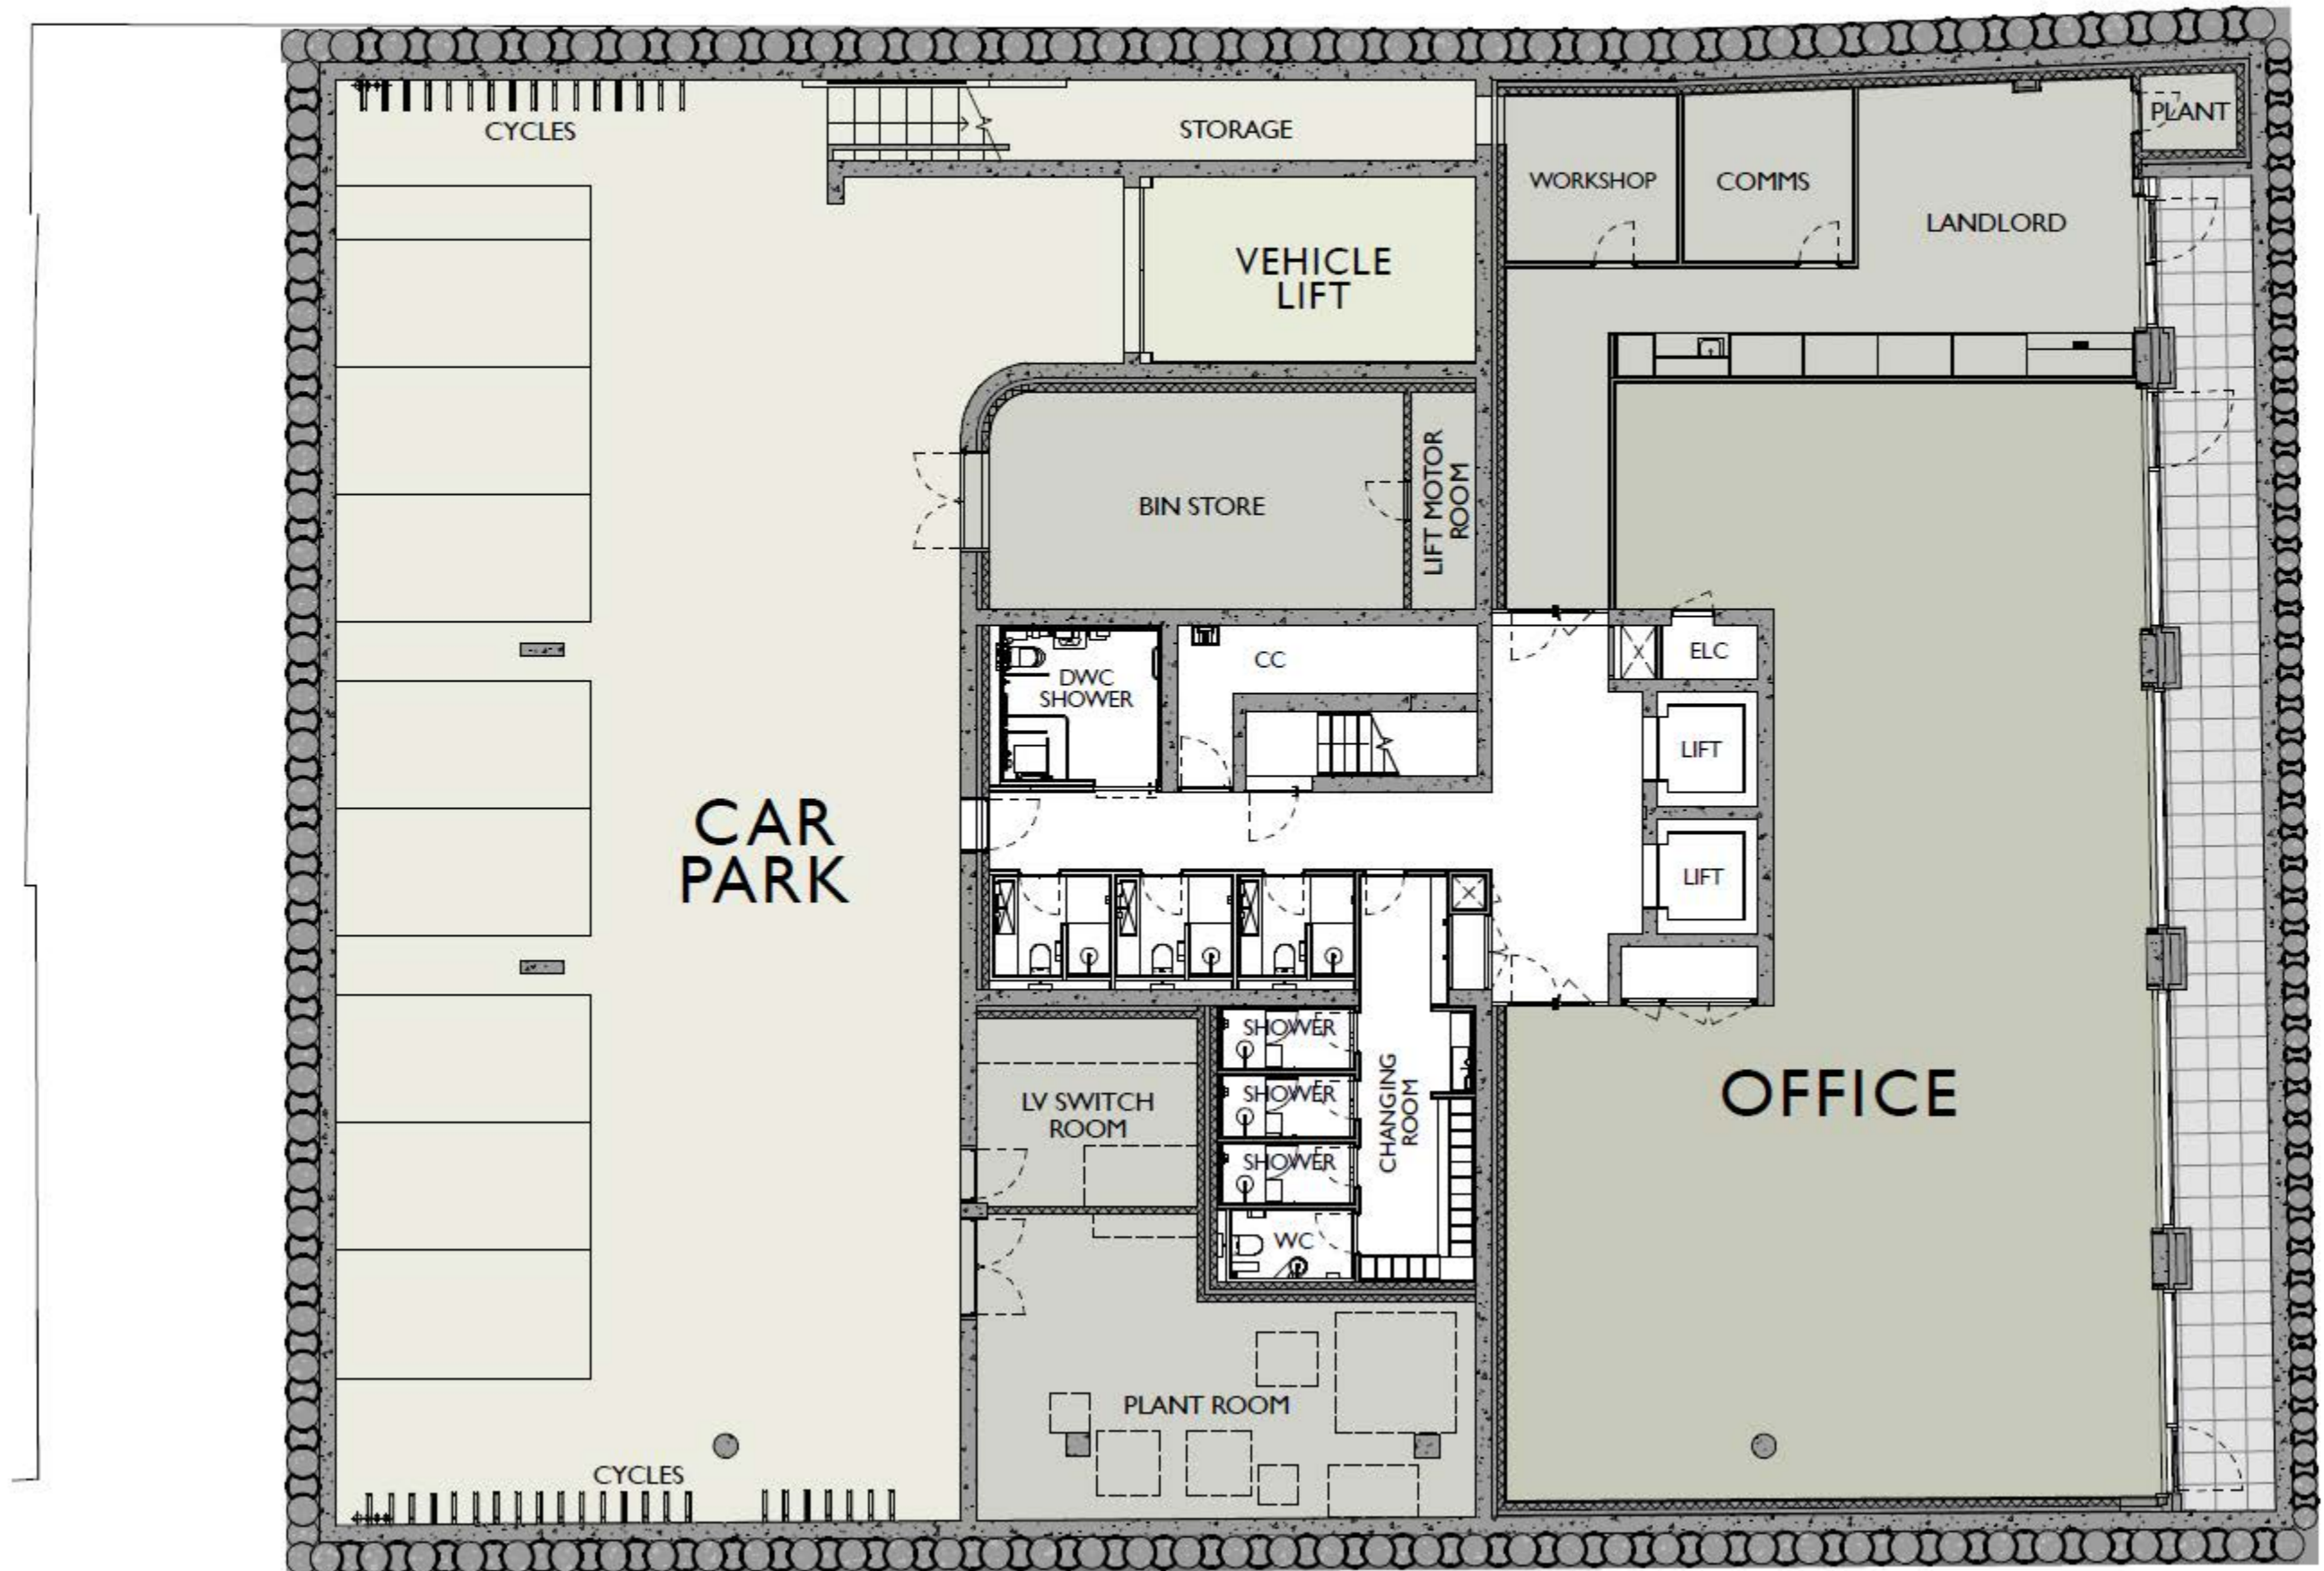 CYCLES
STORAGE
PLANT
WORKSHOP
COMMS
LANDLORD
VEHICLE
LIFT
BIN STORE
LIFT MOTOR
ROOM
DWC
SHOWER
CC
ELC
LIFT
LIFT
CAR
PARK
SHOWER
SHOWER
SHOWER
WC
CHANGING
ROOM
LV SWITCH
ROOM
OFFICE
PLANT ROOM
CYCLES